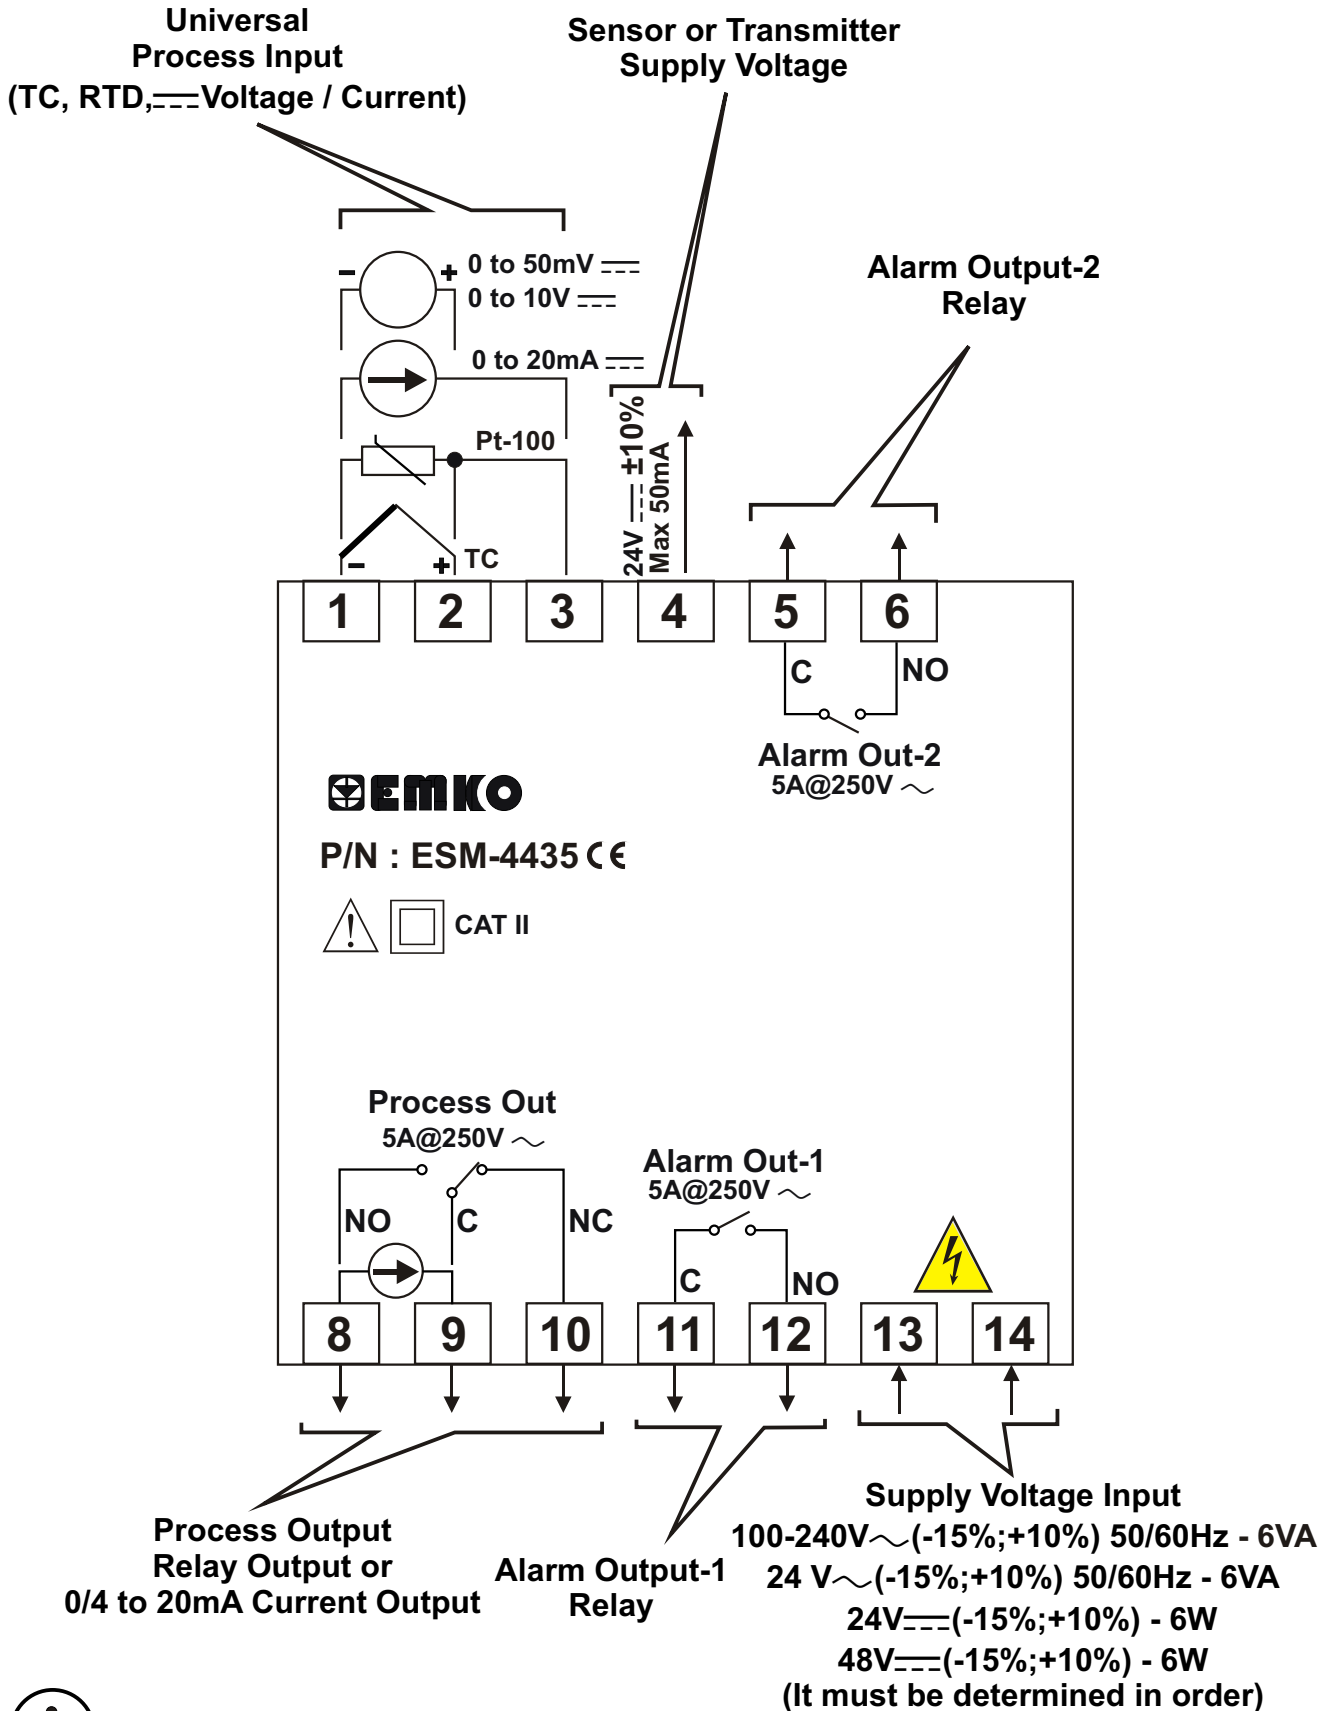 Universal
Process Input
(TC, RTD, ⎓ Voltage / Current)
Sensor or Transmitter
Supply Voltage
Alarm Output-2
Relay
- + 0 to 50mV ⎓
0 to 10V ⎓
0 to 20mA ⎓
Pt-100
- + TC
24V ⎓ ±10%
Max 50mA
1 2 3 4 5 6
C NO
Alarm Out-2
5A@250V ~
EMKO
P/N : ESM-4435 CE
CAT II
Process Out
5A@250V ~
NO C NC
Alarm Out-1
5A@250V ~
C NO
8 9 10 11 12 13 14
Process Output
Relay Output or
0/4 to 20mA Current Output
Alarm Output-1
Relay
Supply Voltage Input
100-240V ~ (-15%;+10%) 50/60Hz - 6VA
24 V ~ (-15%;+10%) 50/60Hz - 6VA
24V ⎓ (-15%;+10%) - 6W
48V ⎓ (-15%;+10%) - 6W
(It must be determined in order)